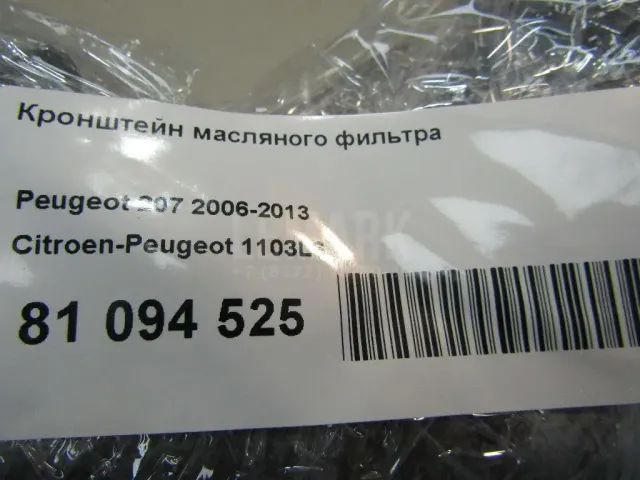 Кронштейн масляного фильтра
Peugeot 207 2006-2013
Citroen-Peugeot
81 094 525